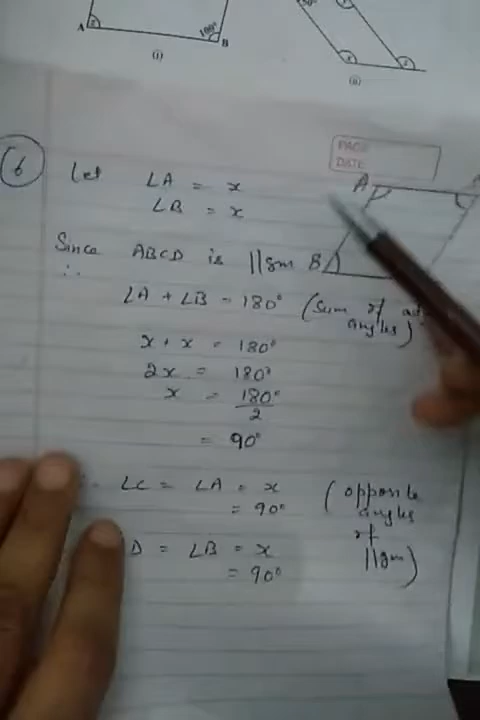 A
100°
B
(i)
(ii)
PAGE
DATE
6
Let ∠A = x
∠B = x
A
Since ABCD is ||gm
B
∴
∠A + ∠B = 180° (Sum of
angles)
x + x = 180°
2x = 180°
x = 180°
2
= 90°
∠C = ∠A = x (opposite
= 90° angles
of
D = ∠B = x ||gm)
= 90°